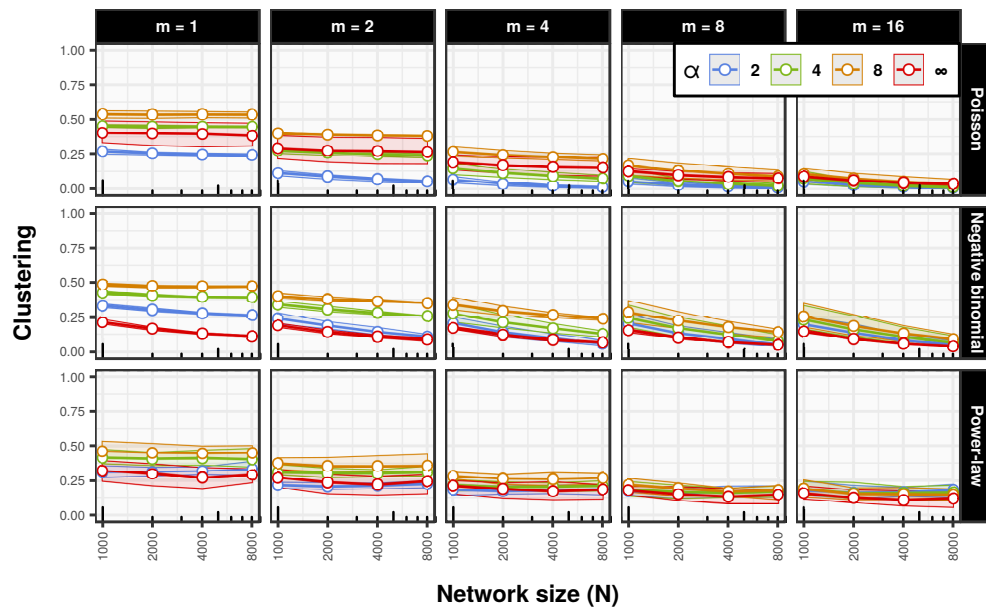 m = 1
m = 2
m = 4
m = 8
m = 16
α 2 4 8 ∞
1.00
0.75
0.50
0.25
0.00
Poisson
1.00
0.75
0.50
0.25
0.00
Negative binomial
1.00
0.75
0.50
0.25
0.00
Power-law
Clustering
1000 2000 4000 8000
1000 2000 4000 8000
1000 2000 4000 8000
1000 2000 4000 8000
1000 2000 4000 8000
Network size (N)